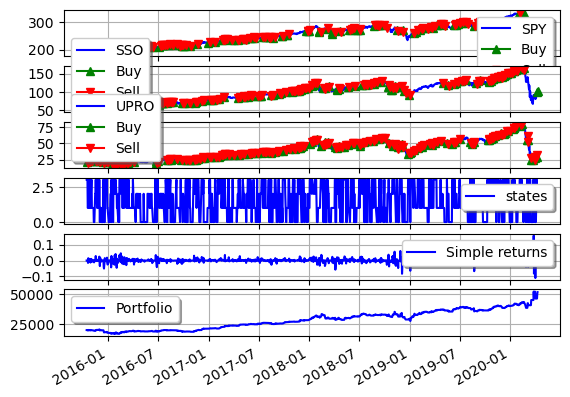 300
200
SPY
Buy
150
100
50
SSO
Buy
Sell
75
50
25
UPRO
Buy
Sell
2.5
0.0
states
0.1
0.0
−0.1
Simple returns
50000
25000
Portfolio
2016-01
2016-07
2017-01
2017-07
2018-01
2018-07
2019-01
2019-07
2020-01